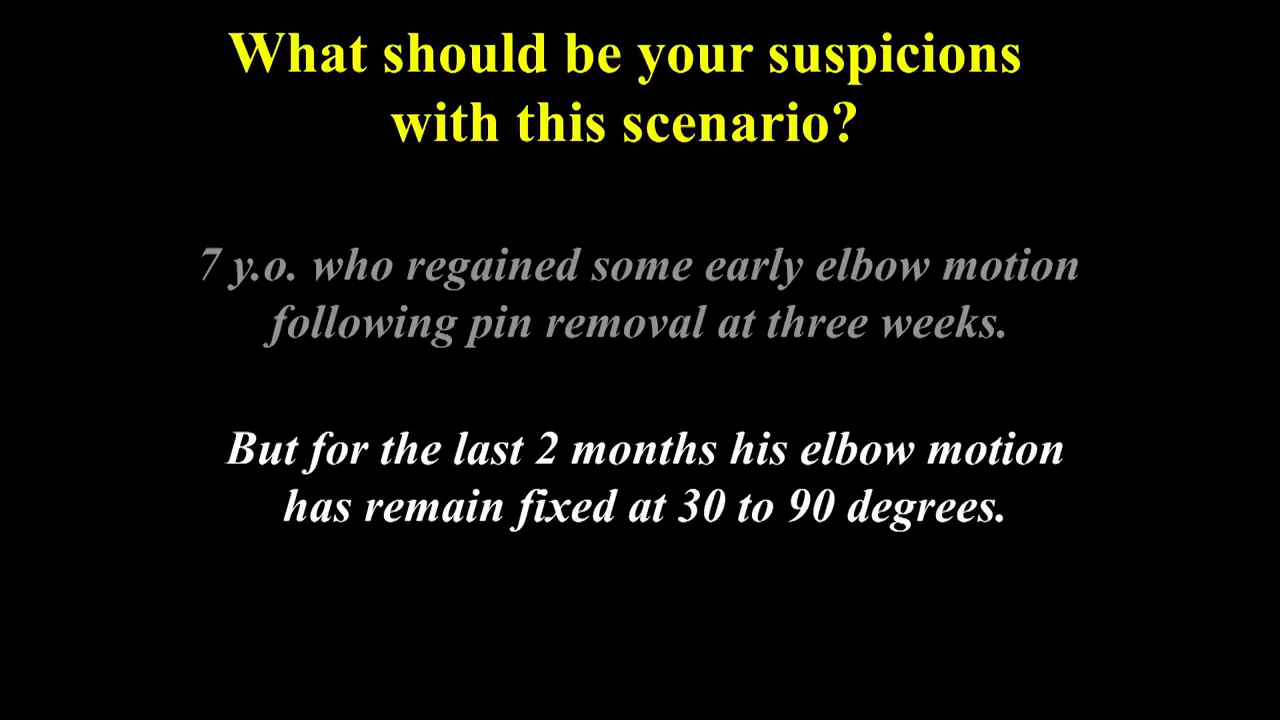 What should be your suspicions
with this scenario?
7 y.o. who regained some early elbow motion
following pin removal at three weeks.
But for the last 2 months his elbow motion
has remain fixed at 30 to 90 degrees.